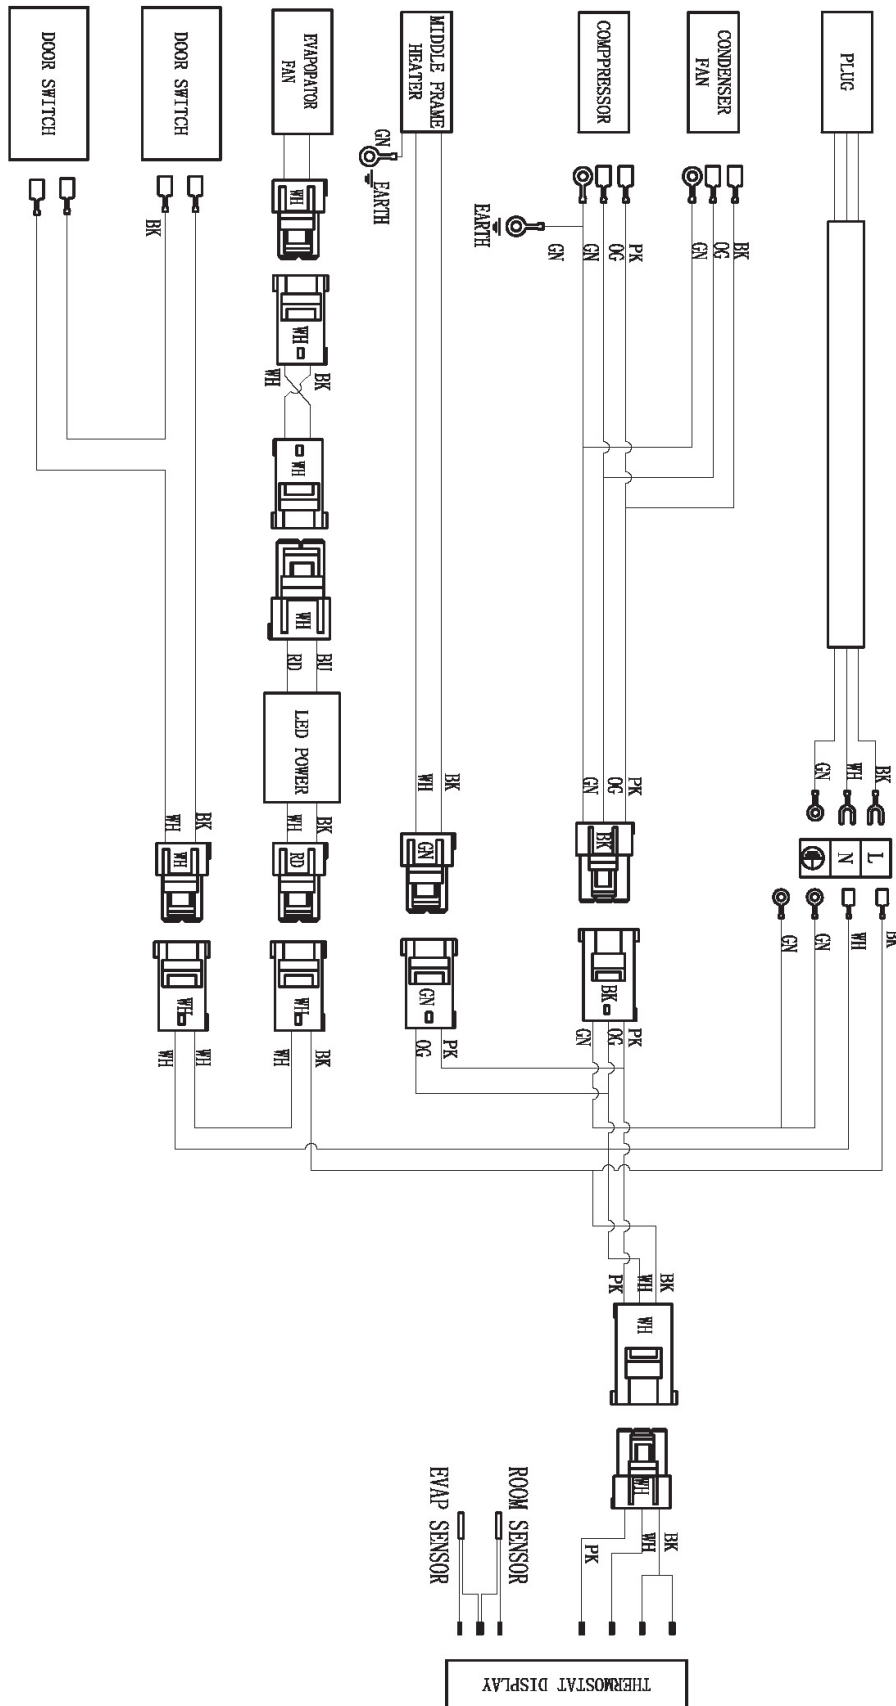 DOOR SWITCH
DOOR SWITCH
EVAPOPATOR
FAN
MIDDLE FRAME
HEATER
COMPPRESSOR
CONDENSER
FAN
PLUG
GN
EARTH
EARTH
BK
WH
GN
GN
OG
PK
GN
OG
BK
WH
WH
BK
WH
WH
RD
BU
LED POWER
WH
BK
GN
OG
PK
GN
WH
BK
WH
BK
WH
BK
WH
RD
GN
BK
N
L
GN
GN
WH
BK
WH
WH
GN
BK
WH
WH
WH
BK
OG
PK
GN
OG
PK
PK
WH
BK
WH
WH
PK
WH
BK
EVAP SENSOR
ROOM SENSOR
THERMOSTAT DISPLAY